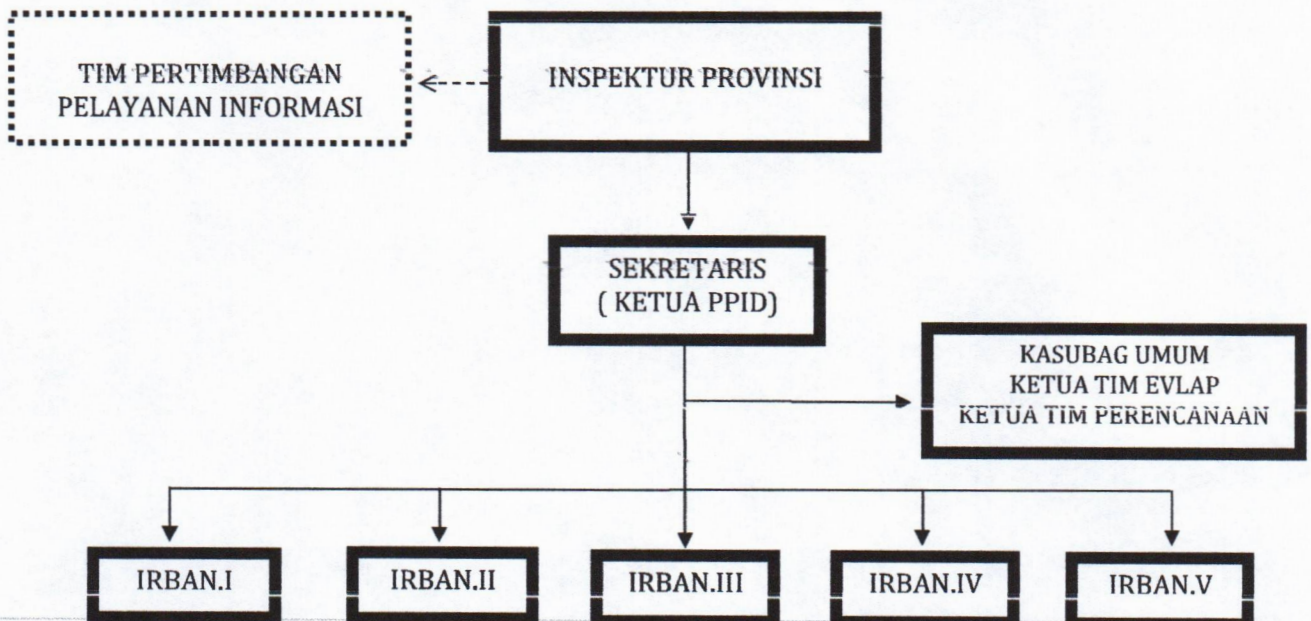 TIM PERTIMBANGAN
PELAYANAN INFORMASI
INSPEKTUR PROVINSI
SEKRETARIS
( KETUA PPID)
KASUBAG UMUM
KETUA TIM EVLAP
KETUA TIM PERENCANAAN
IRBAN.I
IRBAN.II
IRBAN.III
IRBAN.IV
IRBAN.V